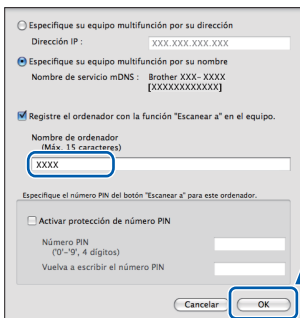 Especifique su equipo multifunción por su dirección
Dirección IP :
XXX.XXX.XXX.XXX
Especifique su equipo multifunción por su nombre
Nombre de servicio mDNS : Brother XXX- XXXX
[XXXXXXXXXXXX]
Registre el ordenador con la función "Escanear a" en el equipo.
Nombre de ordenador
(Máx. 15 caracteres)
XXXX
Especifique el número PIN del botón "Escanear a" para este ordenador.
Activar protección de número PIN
Número PIN
('0'-'9', 4 dígitos)
Vuelva a escribir el número PIN
Cancelar OK